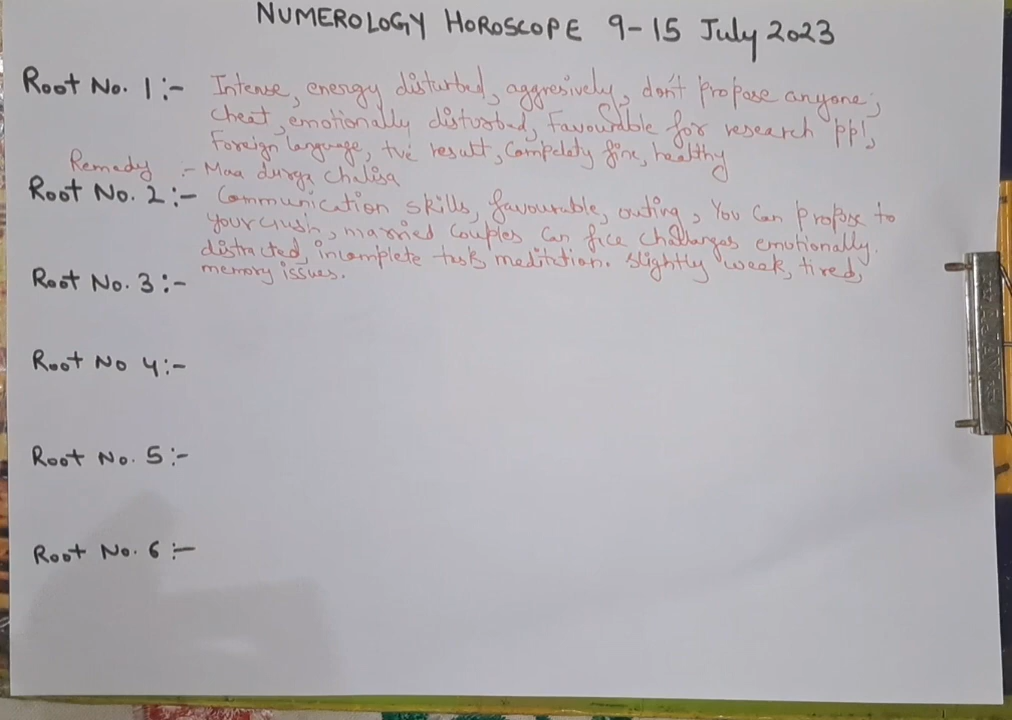 NUMEROLOGY HOROSCOPE 9-15 July 2023
Root No. 1:- Intense, energy disturbed, aggresively, don't propose anyone,
cheat, emotionally disturbed, Favourable for research ppl,
Foreign language, +ve result, Completely fine, healthy
Remedy :- Maa durga Chalisa
Root No. 2:- Communication skills, favourable, outing, You Can propose to
your crush, married couples can face challanges emotionally.
distracted, incomplete task meditation. slightly weak, tired,
memory issues.
Root No. 3:-
Root No 4:-
Root No. 5:-
Root No. 6:-